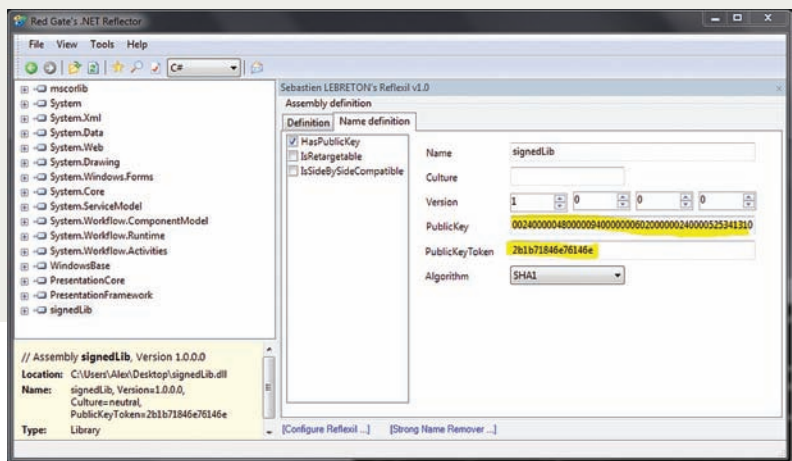 Red Gate's .NET Reflector
File View Tools Help
C#
mscorlib
System
System.Xml
System.Data
System.Web
System.Drawing
System.Windows.Forms
System.Core
System.ServiceModel
System.Workflow.ComponentModel
System.Workflow.Runtime
System.Workflow.Activities
WindowsBase
PresentationCore
PresentationFramework
signedLib
// Assembly signedLib, Version 1.0.0.0
Location: C:\Users\Alex\Desktop\signedLib.dll
Name: signedLib, Version=1.0.0.0,
Culture=neutral,
PublicKeyToken=2b1b71846e76146e
Type: Library
Sebastien LEBRETON's Reflexil v1.0
Assembly definition
Definition Name definition
HasPublicKey
IsRetargetable
IsSideBySideCompatible
Name signedLib
Culture
Version 1 0 0 0
PublicKey 0024000004800000940000000602000000240000525341310
PublicKeyToken 2b1b71846e76146e
Algorithm SHA1
[Configure Reflexil ...] [Strong Name Remover ...]